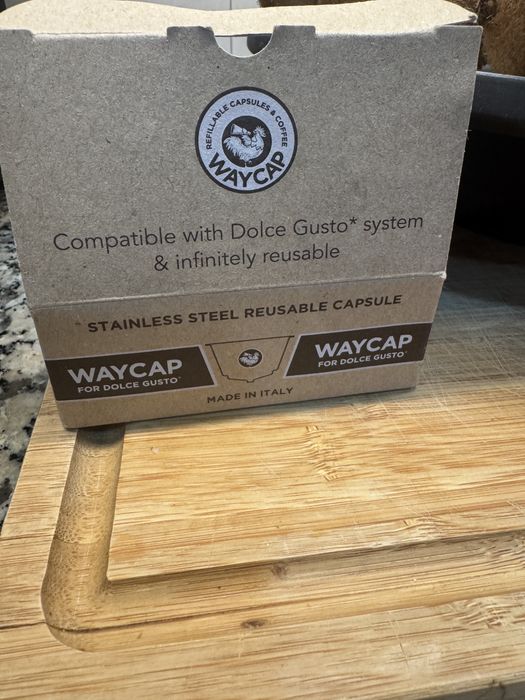 REFILLABLE CAPSULES & COFFEE
WAYCAP
Compatible with Dolce Gusto* system
& infinitely reusable
* STAINLESS STEEL REUSABLE CAPSULE
WAYCAP
FOR DOLCE GUSTO*
WAYCAP
FOR DOLCE GUSTO*
MADE IN ITALY